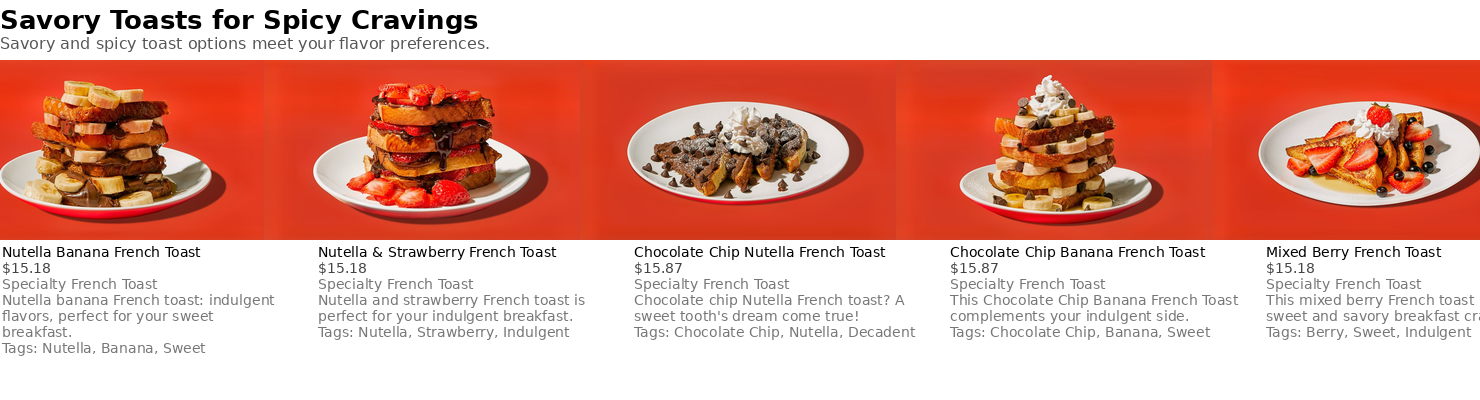 Savory Toasts for Spicy Cravings
Savory and spicy toast options meet your flavor preferences.
Nutella Banana French Toast
$15.18
Specialty French Toast
Nutella banana French toast: indulgent
flavors, perfect for your sweet
breakfast.
Tags: Nutella, Banana, Sweet
Nutella & Strawberry French Toast
$15.18
Specialty French Toast
Nutella and strawberry French toast is
perfect for your indulgent breakfast.
Tags: Nutella, Strawberry, Indulgent
Chocolate Chip Nutella French Toast
$15.87
Specialty French Toast
Chocolate chip Nutella French toast? A
sweet tooth's dream come true!
Tags: Chocolate Chip, Nutella, Decadent
Chocolate Chip Banana French Toast
$15.87
Specialty French Toast
This Chocolate Chip Banana French Toast
complements your indulgent side.
Tags: Chocolate Chip, Banana, Sweet
Mixed Berry French Toast
$15.18
Specialty French Toast
This mixed berry French toast
sweet and savory breakfast
Tags: Berry, Sweet, Indulgent